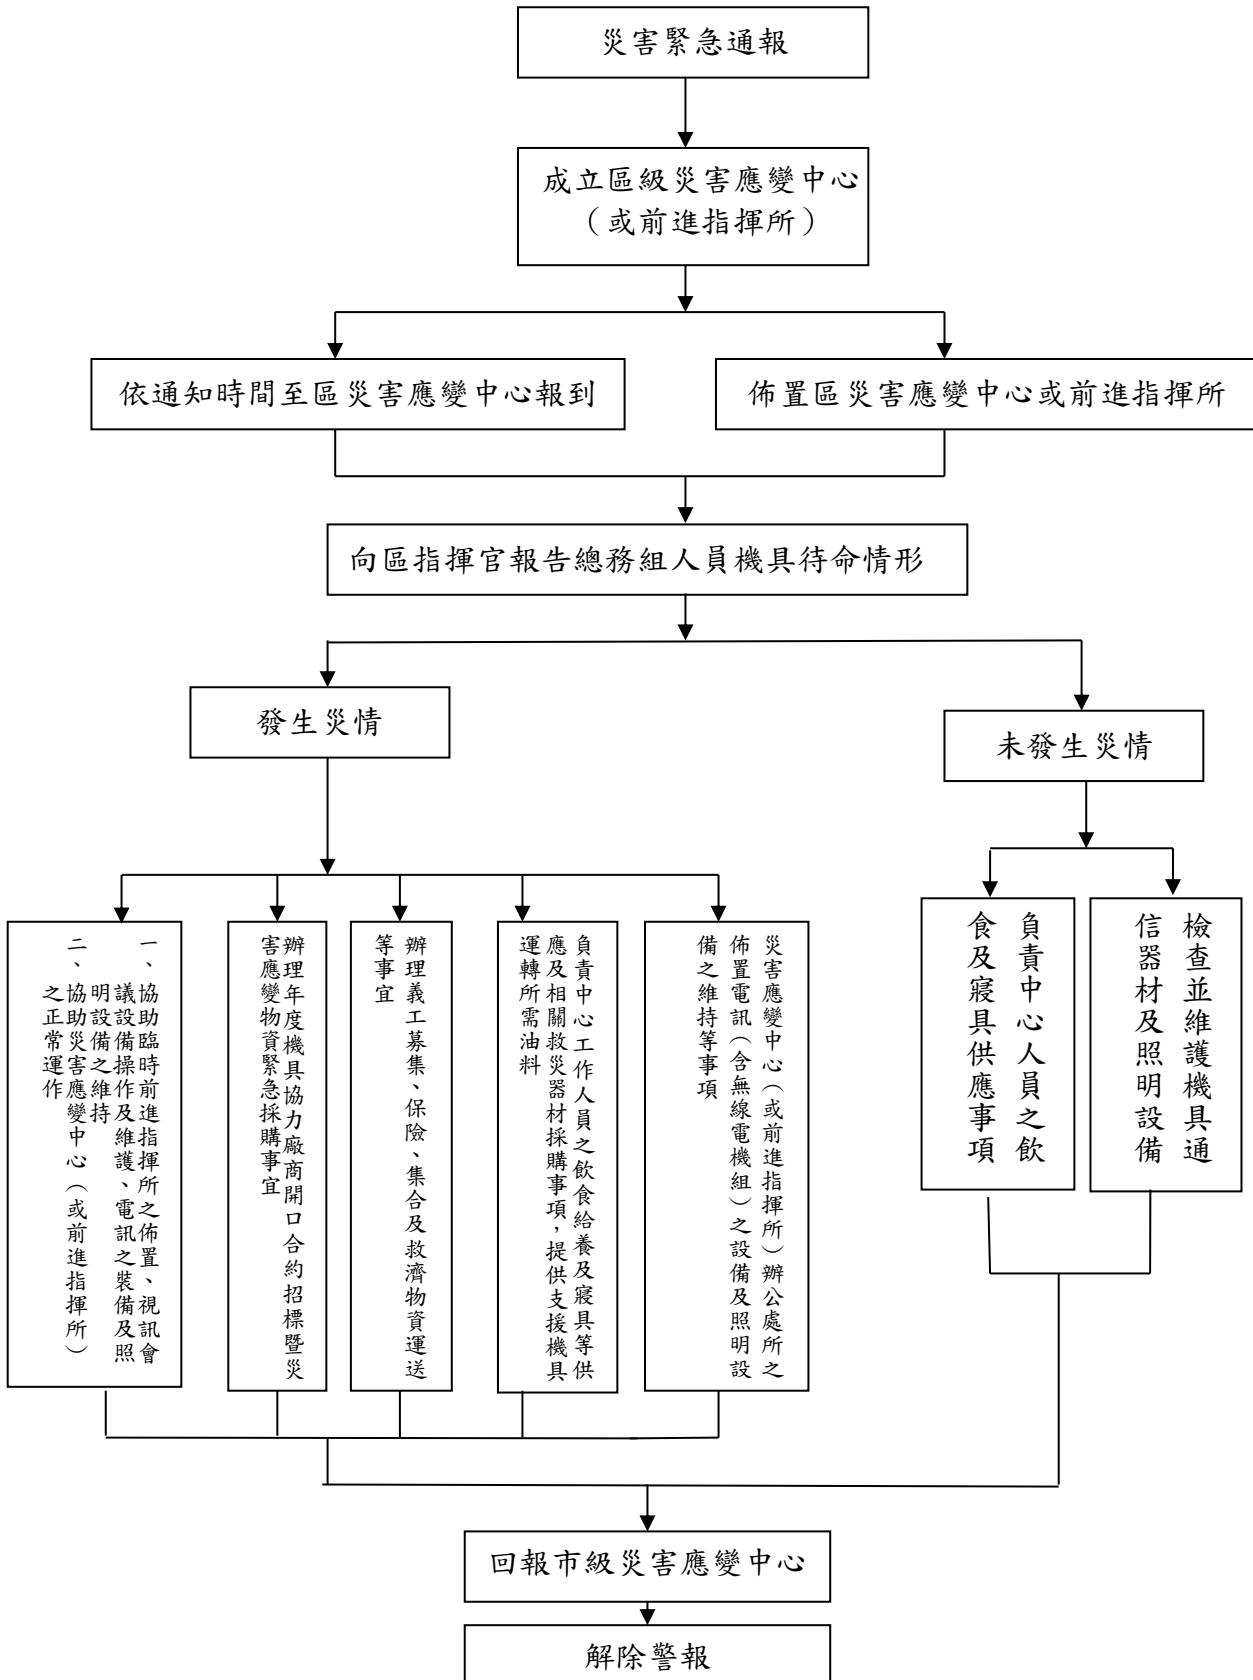 災害緊急通報
成立區級災害應變中心
（或前進指揮所）
依通知時間至區災害應變中心報到
佈置區災害應變中心或前進指揮所
向區指揮官報告總務組人員機具待命情形
發生災情
未發生災情
一、協助臨時前進指揮所之佈置、視訊會
議設備操作及維護、電訊之裝備及照
明設備之維持
二、協助災害應變中心（或前進指揮所）
之正常運作
辦理年度機具協力廠商開口合約招標暨災
害應變物資緊急採購事宜
辦理義工募集、保險、集合及救濟物資運送
等事宜
負責中心工作人員之飲食給養及寢具等供
應及相關救災器材採購事項，提供支援機具
運轉所需油料
災害應變中心（或前進指揮所）辦公處所之
佈置電訊（含無線電機組）之設備及照明設
備之維持等事項
負責中心人員之飲
食及寢具供應事項
檢查並維護機具通
信器材及照明設備
回報市級災害應變中心
解除警報